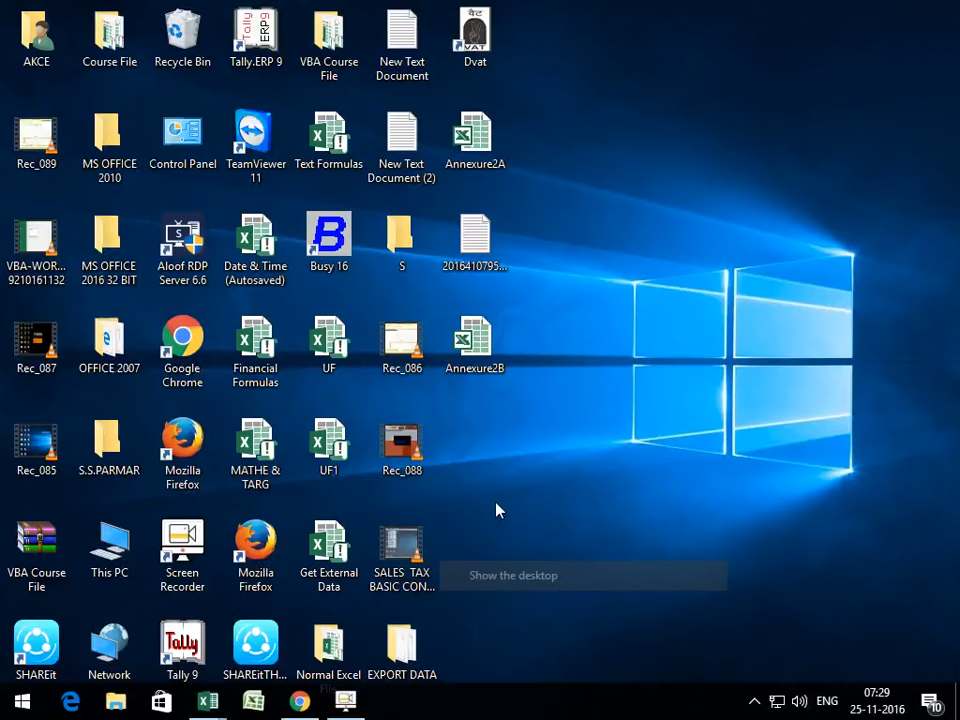 AKCE
Course File
Recycle Bin
Tally.ERP 9
VBA Course
File
New Text
Document
Dvat
Rec_089
MS OFFICE
2010
Control Panel
TeamViewer
11
Text Formulas
New Text
Document (2)
Annexure2A
VBA-WOR...
9210161132
MS OFFICE
2016 32 BIT
Aloof RDP
Server 6.6
Date & Time
(Autosaved)
Busy 16
S
2016410795...
Rec_087
OFFICE 2007
Google
Chrome
Financial
Formulas
UF
Rec_086
Annexure2B
Rec_085
S.S.PARMAR
Mozilla
Firefox
MATHE &
TARG
UF1
Rec_088
VBA Course
File
This PC
Screen
Recorder
Mozilla
Firefox
Get External
Data
SALES TAX
BASIC CON...
Show the desktop
SHAREit
Network
Tally 9
SHAREitTH...
Normal Excel
EXPORT DATA
ENG
07:29
25-11-2016
10